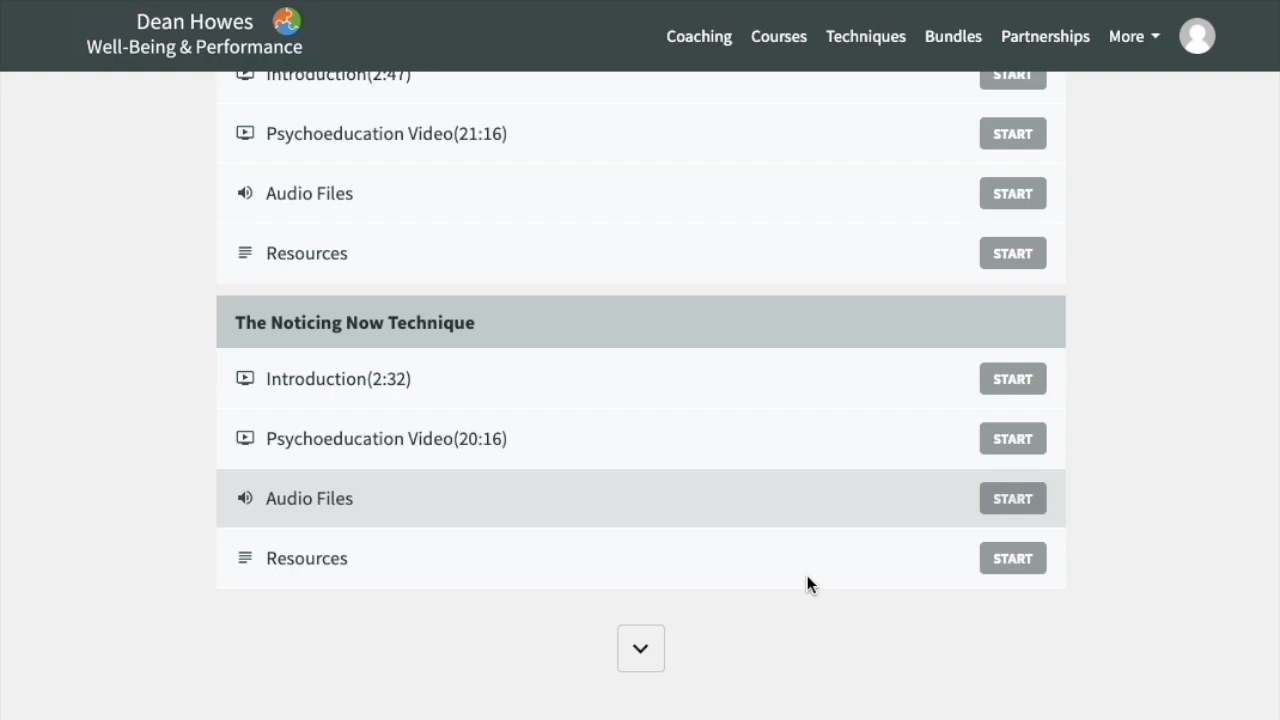 Dean Howes
Well-Being & Performance
Coaching Courses Techniques Bundles Partnerships More
Introduction(2:47) START
Psychoeducation Video(21:16) START
Audio Files START
Resources START
The Noticing Now Technique
Introduction(2:32) START
Psychoeducation Video(20:16) START
Audio Files START
Resources START